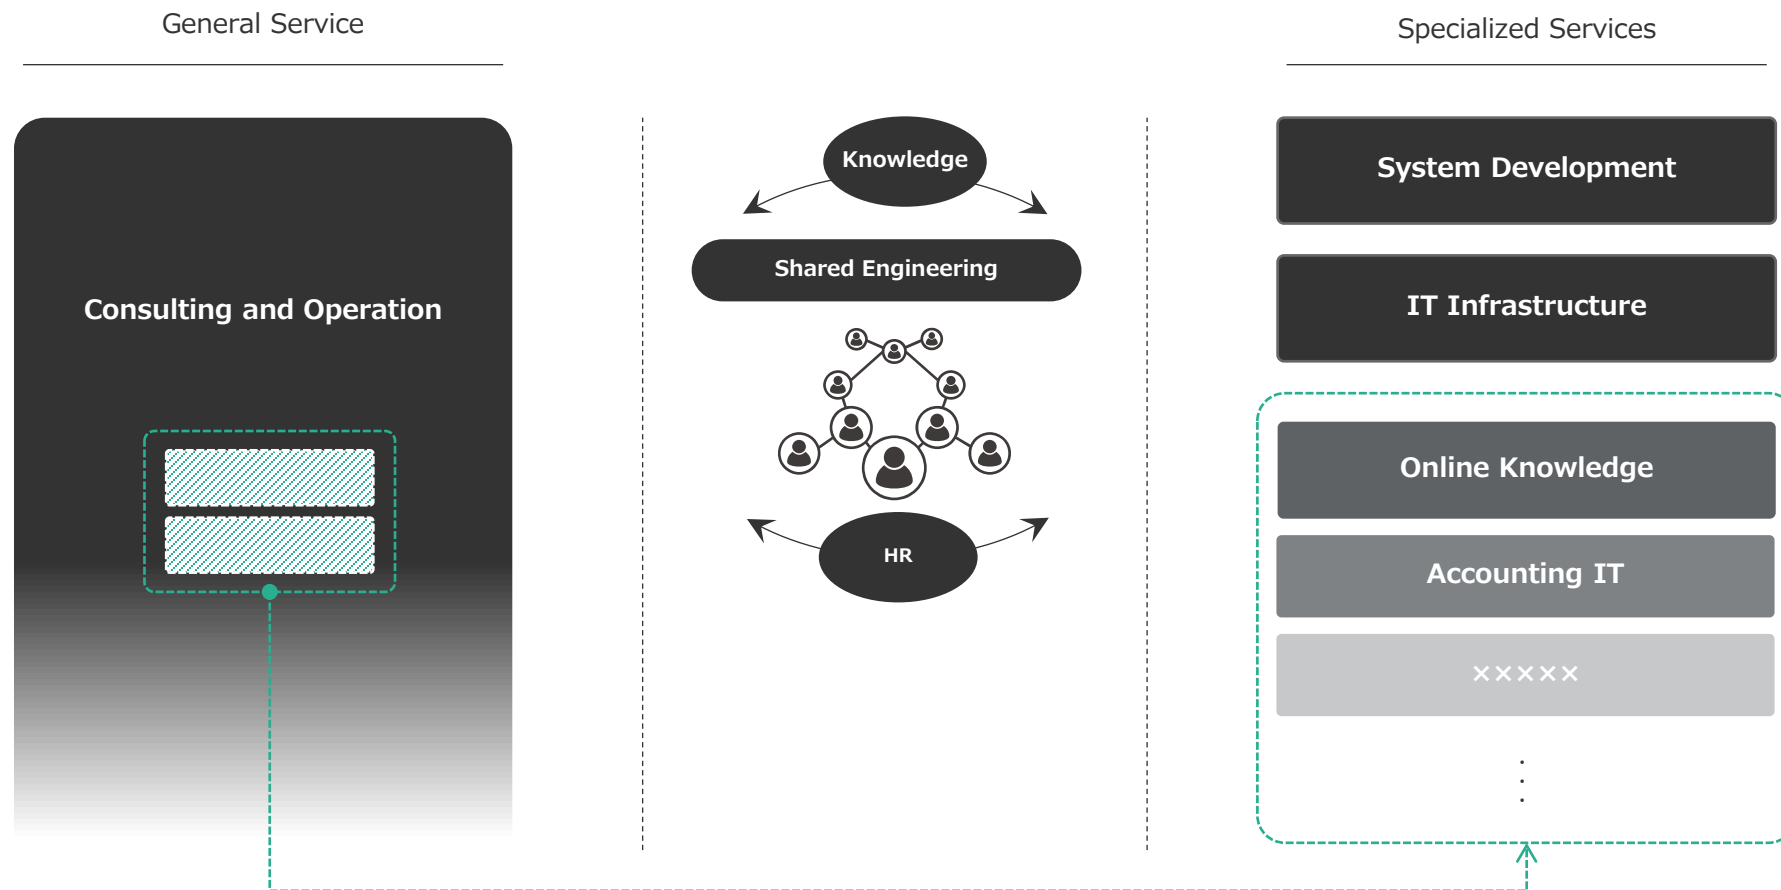 General Service
Specialized Services
Consulting and Operation
Knowledge
Shared Engineering
HR
System Development
IT Infrastructure
Online Knowledge
Accounting IT
×××××